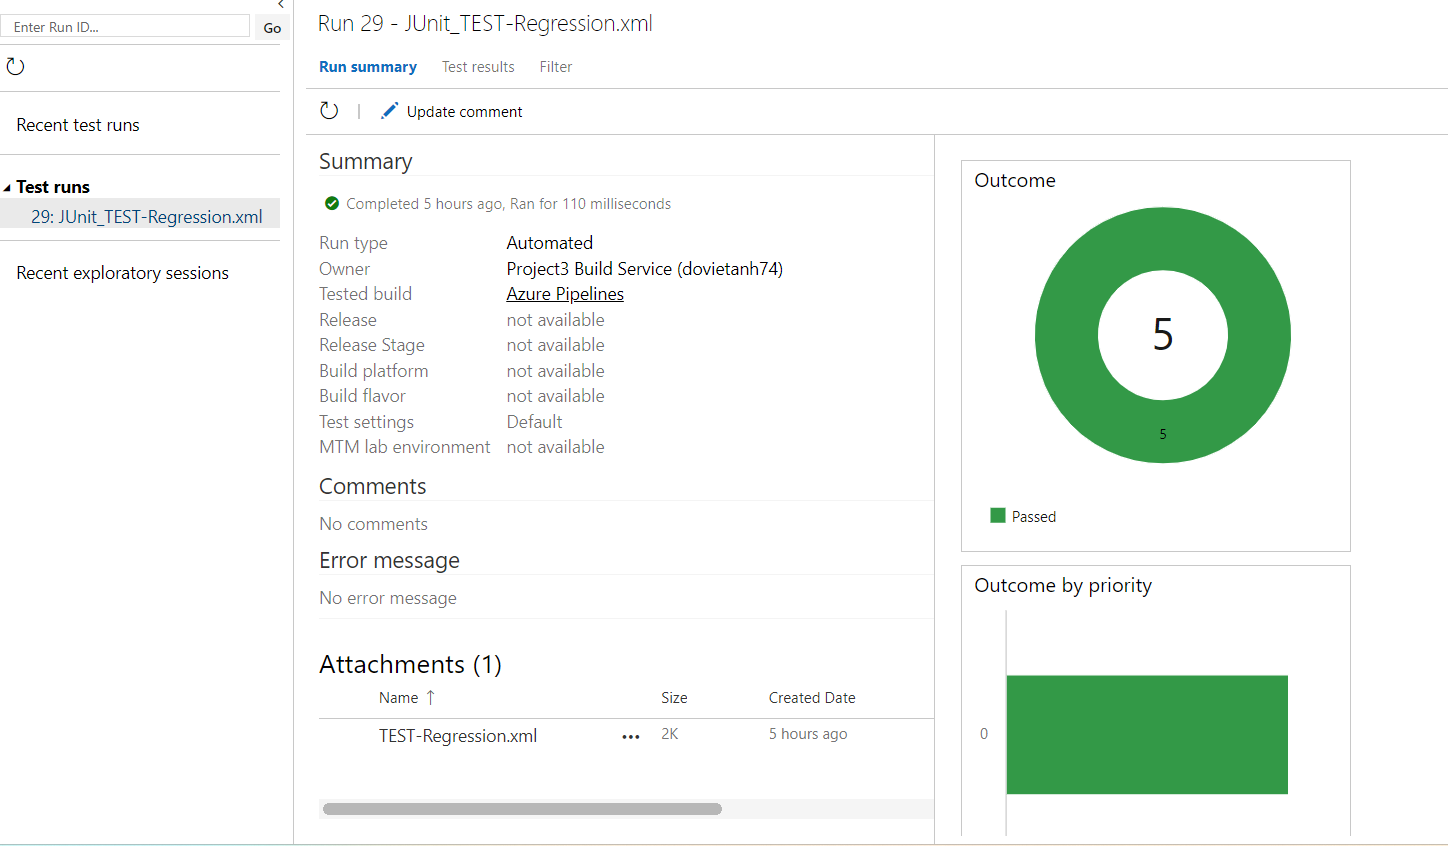 Enter Run ID...
Go
Recent test runs
Test runs
29: JUnit_TEST-Regression.xml
Recent exploratory sessions
Run 29 - JUnit_TEST-Regression.xml
Run summary Test results Filter
Update comment
Summary
Completed 5 hours ago, Ran for 110 milliseconds
Run type Automated
Owner Project3 Build Service (dovietanh74)
Tested build Azure Pipelines
Release not available
Release Stage not available
Build platform not available
Build flavor not available
Test settings Default
MTM lab environment not available
Comments
No comments
Error message
No error message
Attachments (1)
Name ↑ Size Created Date
TEST-Regression.xml ... 2K 5 hours ago
Outcome
5
5
Passed
Outcome by priority
0